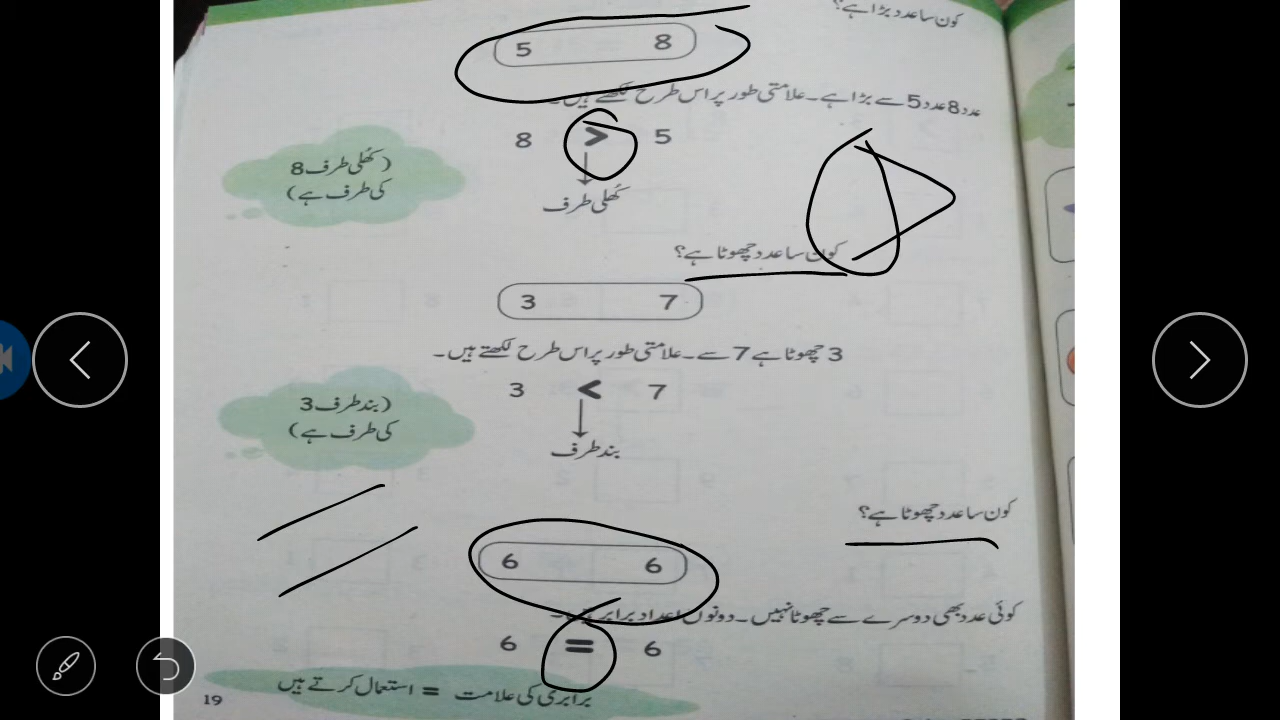 کون سا عدد بڑا ہے؟
5 8
عدد 8 عدد 5 سے بڑا ہے۔ علامتی طور پر اس طرح لکھتے ہیں۔
8 > 5
(کُھلی طرف 8
کی طرف ہے)
کُھلی طرف
کون سا عدد چھوٹا ہے؟
3 7
3 چھوٹا ہے 7 سے۔ علامتی طور پر اس طرح لکھتے ہیں۔
3 < 7
(بند طرف 3
کی طرف ہے)
بند طرف
کون سا عدد چھوٹا ہے؟
6 6
کوئی عدد بھی دوسرے سے چھوٹا نہیں۔ دونوں اعداد برابر
6 = 6
برابری کی علامت = استعمال کرتے ہیں
19